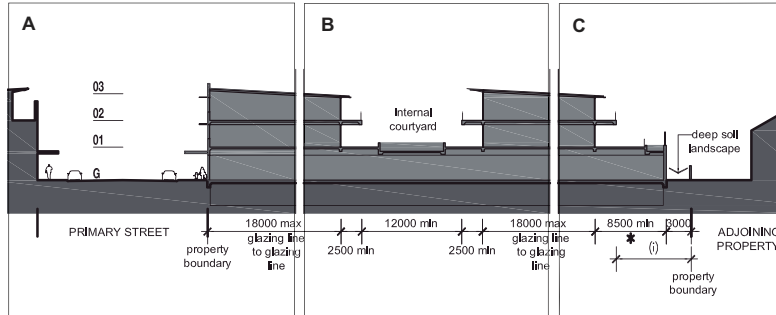 A
B
C
03
02
01
G
Internal
courtyard
deep soil
landscape
PRIMARY STREET
property
boundary
18000 max
glazing line
to glazing
line
2500 min
12000 min
2500 min
18000 max
glazing line
to glazing
line
8500 min
*
3000
(i)
property
boundary
ADJOINING
PROPERTY